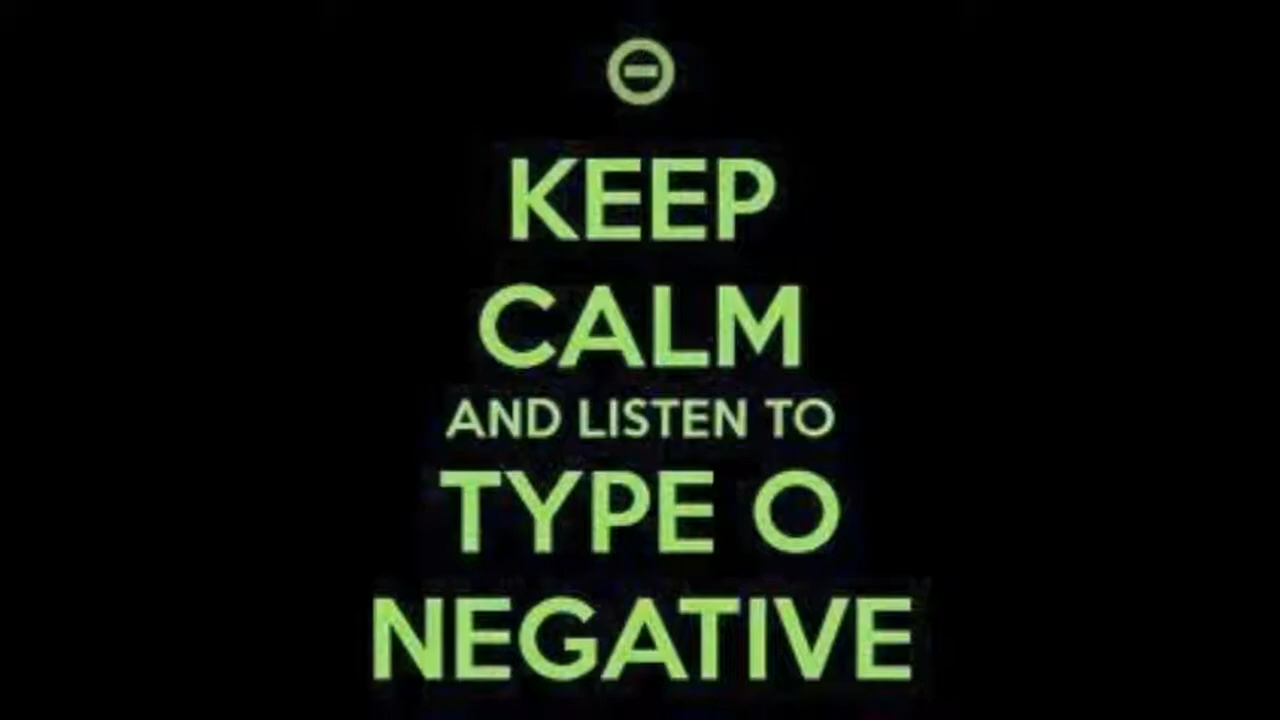 KEEP
CALM
AND LISTEN TO
TYPE O
NEGATIVE